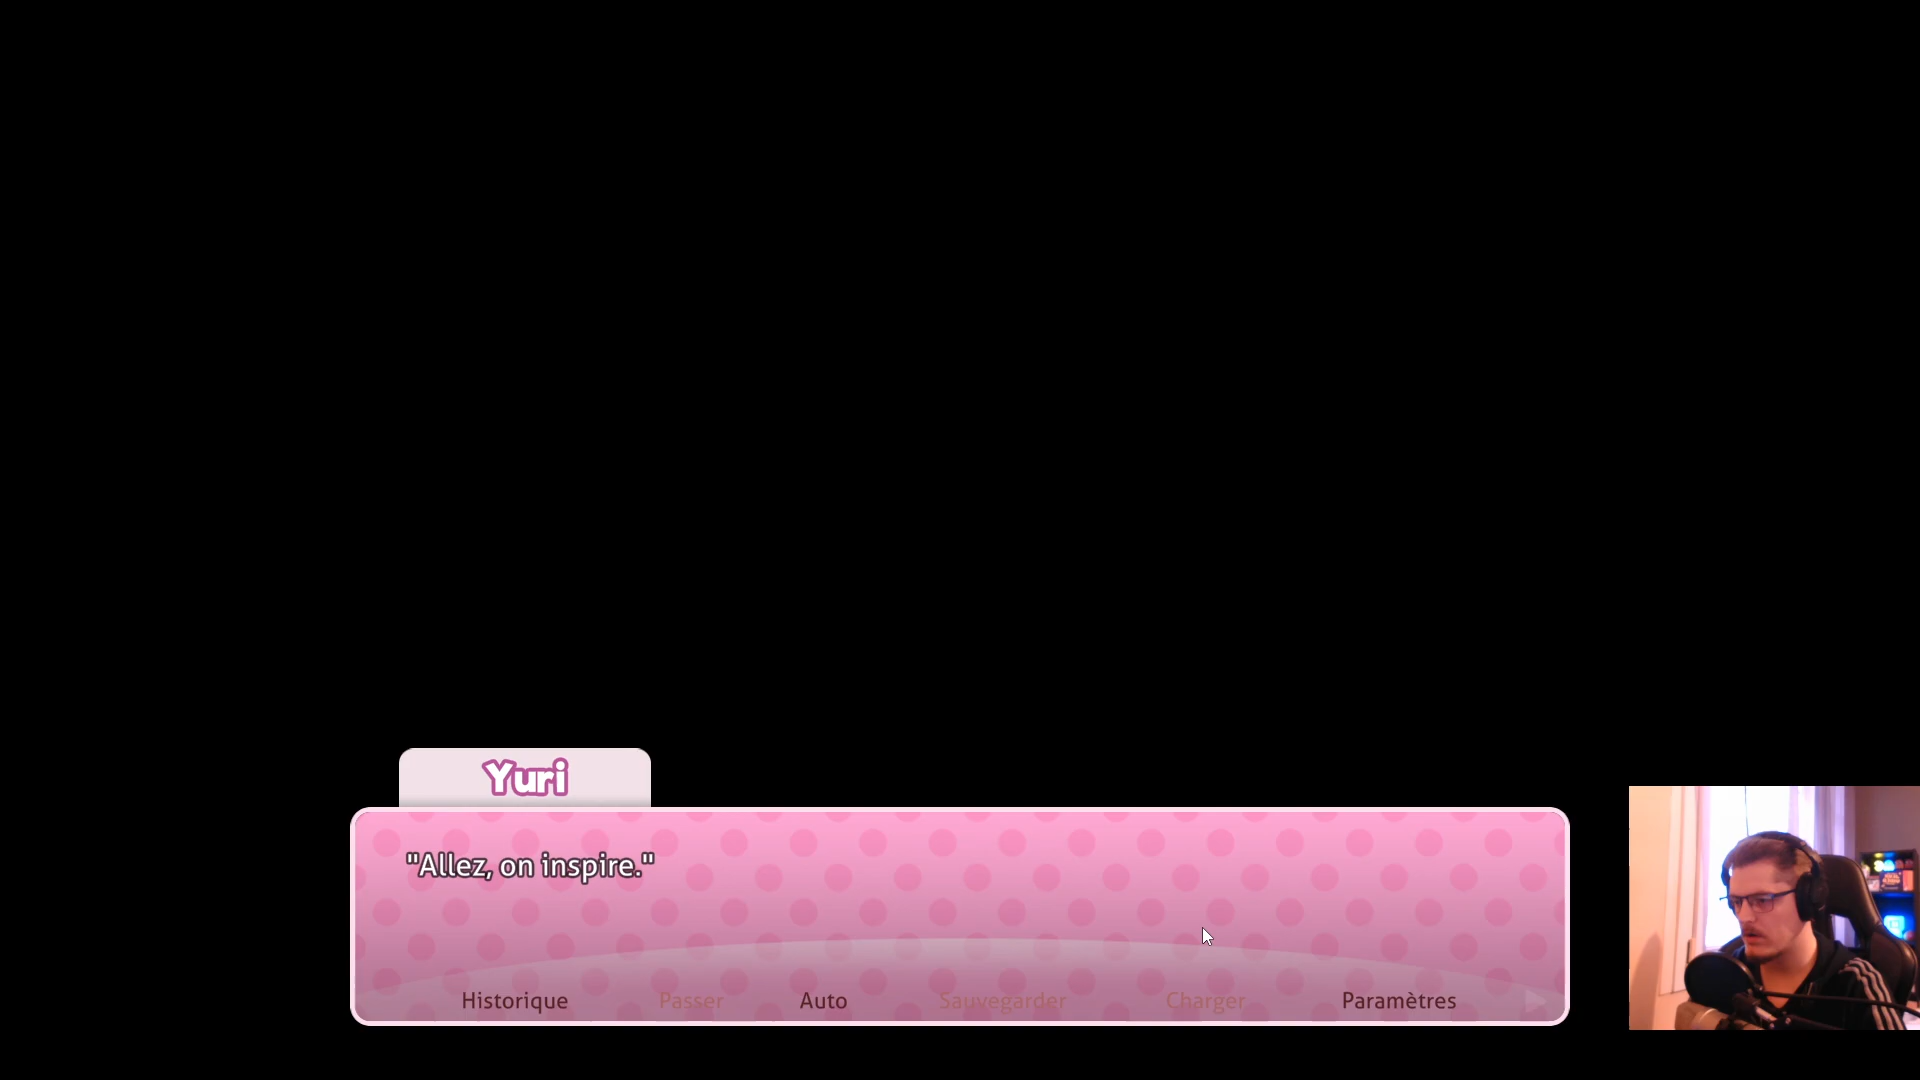 Yuri
"Allez, on inspire."
Historique Passer Auto Sauvegarder Charger Paramètres